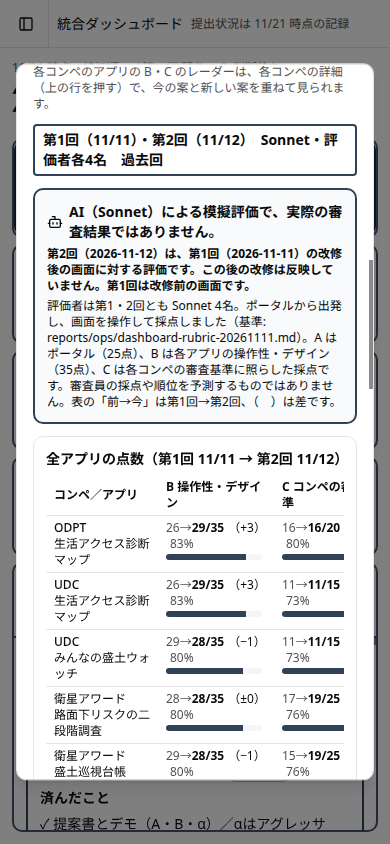 統合ダッシュボード 提出状況は 11/21 時点の記録
各コンペのアプリの B・C のレーダーは、各コンペの詳細
（上の行を押す）で、今の案と新しい案を重ねて見られま
す。
第1回（11/11）・第2回（11/12） Sonnet・評
価者各4名 過去回
AI（Sonnet）による模擬評価で、実際の審
査結果ではありません。
第2回（2026-11-12）は、第1回（2026-11-11）の改修
後の画面に対する評価です。この後の改修は反映して
いません。第1回は改修前の画面です。
評価者は第1・2回とも Sonnet 4名。ポータルから出発
し、画面を操作して採点しました（基準:
reports/ops/dashboard-rubric-20261111.md）。A は
ポータル（25点）、B は各アプリの操作性・デザイン
（35点）、C は各コンペの審査基準に照らした採点で
す。審査員の採点や順位を予測するものではありませ
ん。表の「前→今」は第1回→第2回、（ ）は差です。
全アプリの点数（第1回 11/11 → 第2回 11/12）
コンペ／アプリ B 操作性・デザイ
ン C コンペの
準
ODPT 26→29/35 （+3） 16→16/20
生活アクセス診断 83% 80%
マップ
UDC 26→29/35 （+3） 11→11/15
生活アクセス診断 83% 73%
マップ
UDC 29→28/35 （−1） 11→11/15
みんなの盛土ウォ 80% 73%
ッチ
衛星アワード 28→28/35 （±0） 17→19/25
路面下リスクの二 80% 76%
段階調査
衛星アワード 29→28/35 （−1） 15→19/25
盛土巡視台帳 80% 76%
済んだこと
✓ 提案書とデモ（A・B・α）／αはアグレッサ